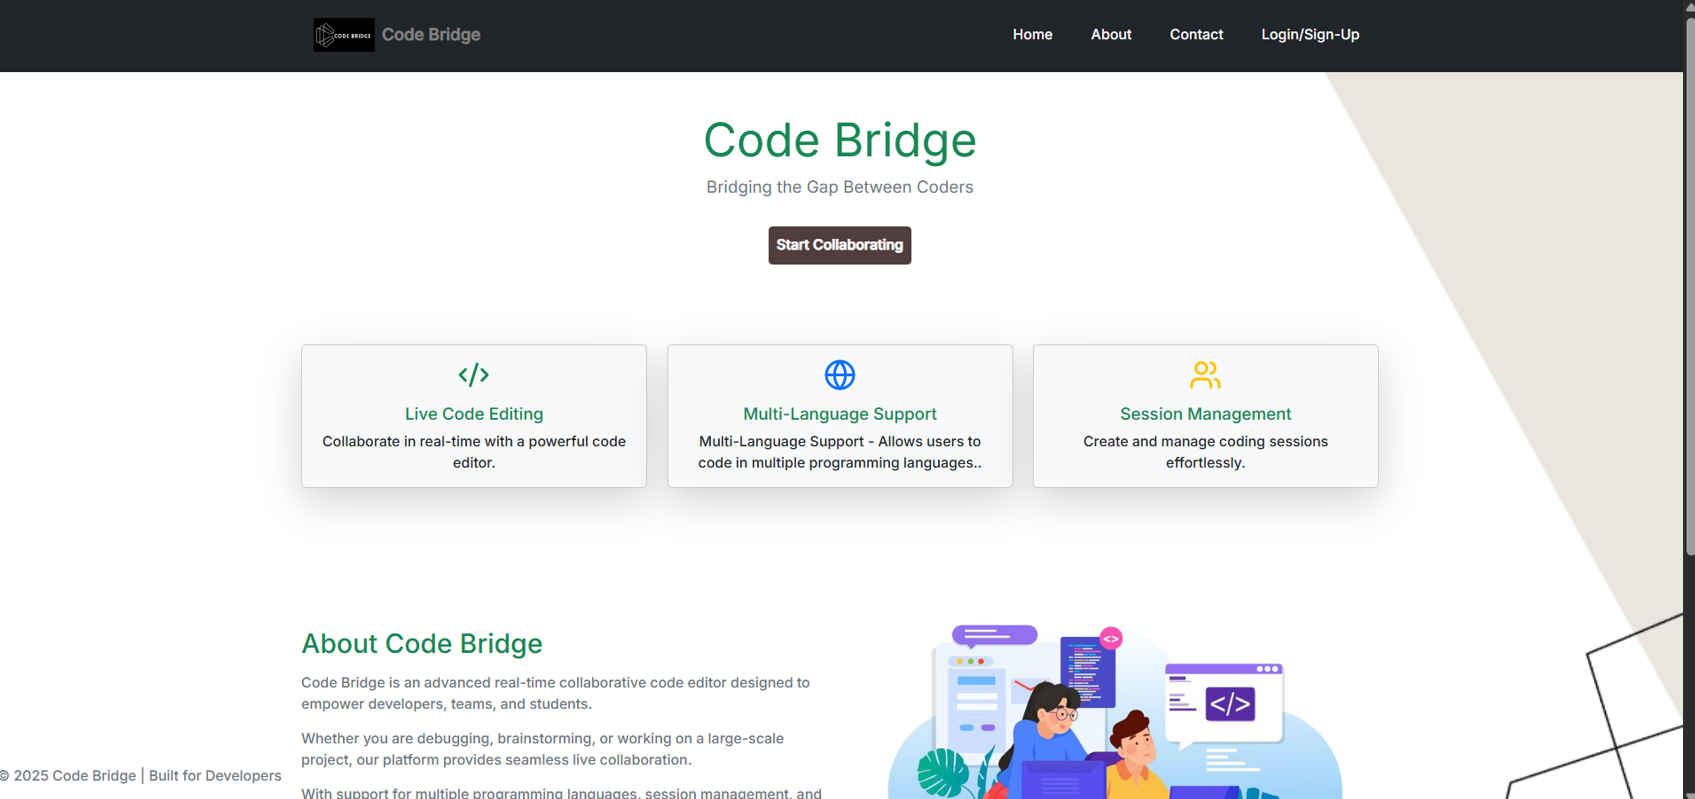 CODE BRIDGE
Code Bridge
Home
About
Contact
Login/Sign-Up
Code Bridge
Bridging the Gap Between Coders
Start Collaborating
Live Code Editing
Collaborate in real-time with a powerful code
editor.
Multi-Language Support
Multi-Language Support - Allows users to
code in multiple programming languages..
Session Management
Create and manage coding sessions
effortlessly.
About Code Bridge
Code Bridge is an advanced real-time collaborative code editor designed to
empower developers, teams, and students.
Whether you are debugging, brainstorming, or working on a large-scale
project, our platform provides seamless live collaboration.
With support for multiple programming languages, session management, and
© 2025 Code Bridge | Built for Developers
<>
</>